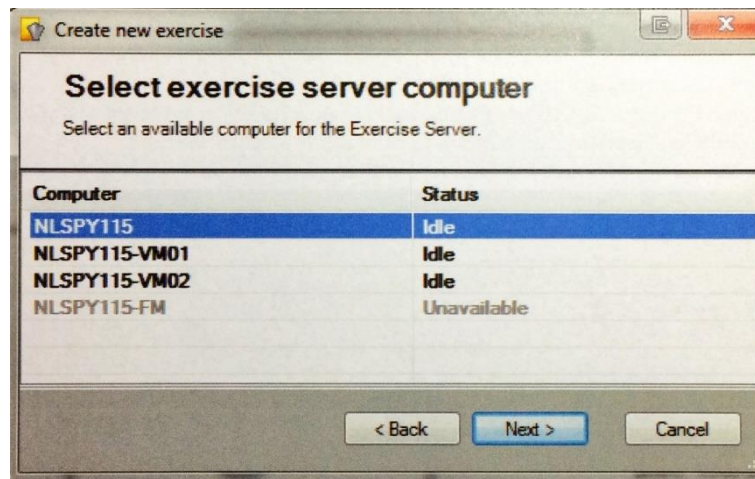 Create new exercise
Select exercise server computer
Select an available computer for the Exercise Server.
Computer Status
NLSPY115 Idle
NLSPY115-VM01 Idle
NLSPY115-VM02 Idle
NLSPY115-FM Unavailable
< Back Next > Cancel